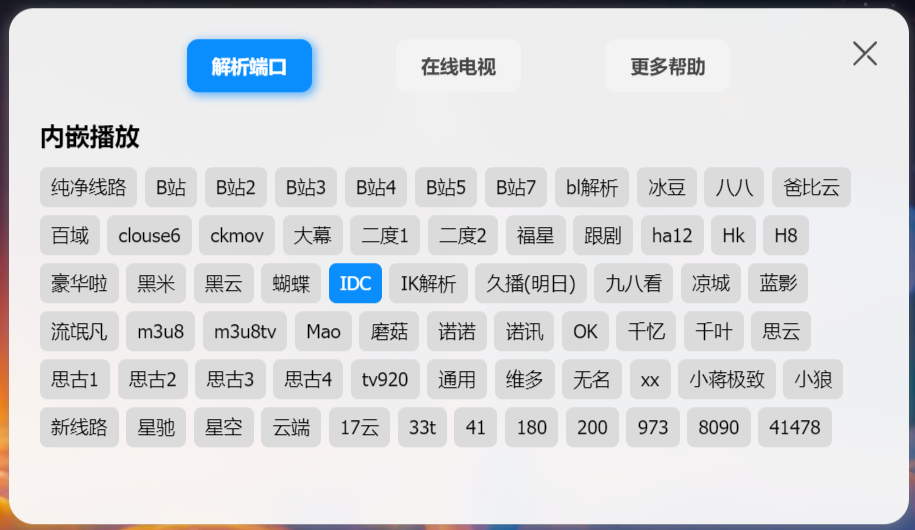 解析端口 在线电视 更多帮助
内嵌播放
纯净线路 B站 B站2 B站3 B站4 B站5 B站7 bl解析 冰豆 八八 爸比云
百域 clouse6 ckmov 大幕 二度1 二度2 福星 跟剧 ha12 Hk H8
豪华啦 黑米 黑云 蝴蝶 IDC IK解析 久播(明日) 九八看 凉城 蓝影
流氓凡 m3u8 m3u8tv Mao 磨菇 诺诺 诺讯 OK 千忆 千叶 思云
思古1 思古2 思古3 思古4 tv920 通用 维多 无名 xx 小蒋极致 小狼
新线路 星驰 星空 云端 17云 33t 41 180 200 973 8090 41478